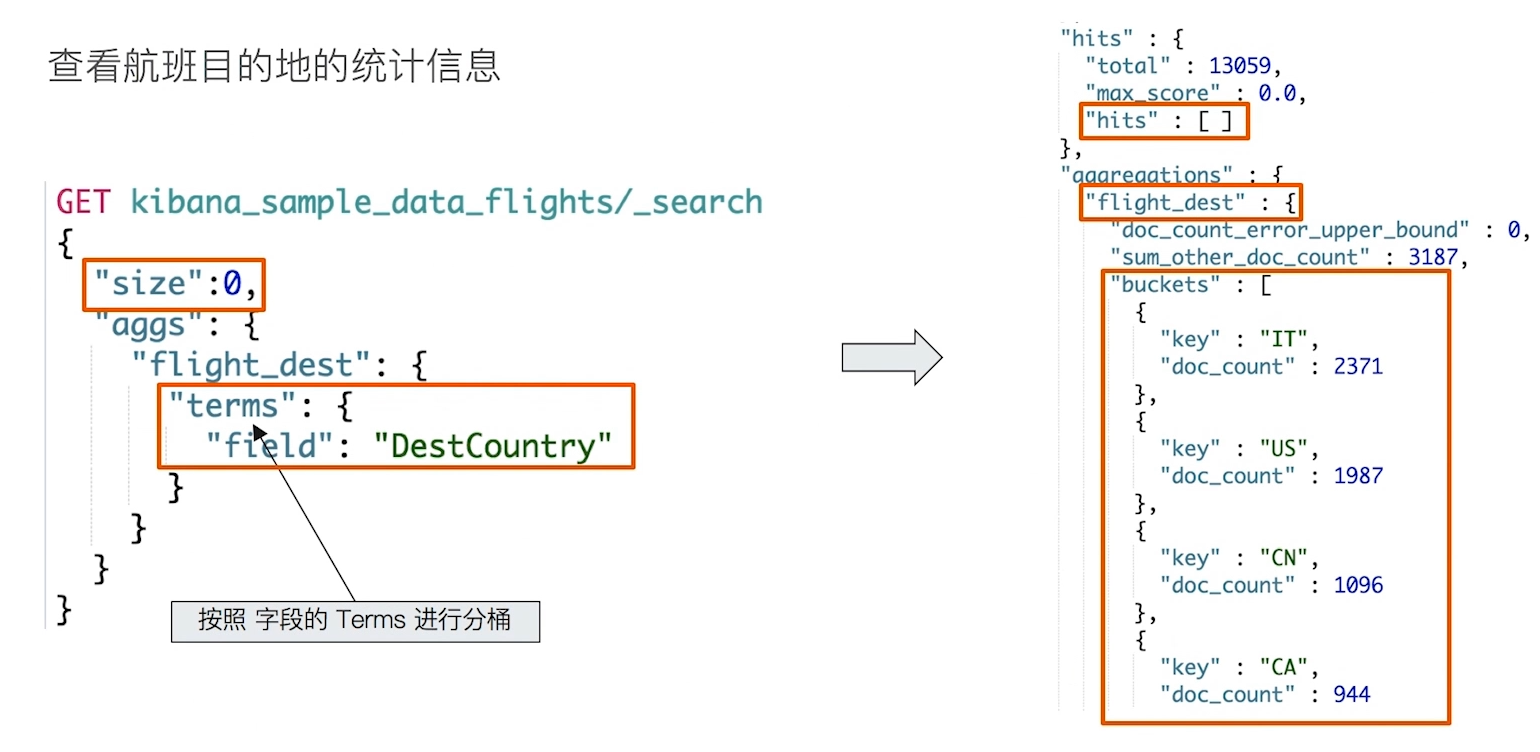 查看航班目的地的统计信息
GET kibana_sample_data_flights/_search
{
"size":0,
"aggs": {
"flight_dest": {
"terms": {
"field": "DestCountry"
}
}
}
}
按照 字段的 Terms 进行分桶
"hits" : {
"total" : 13059,
"max_score" : 0.0,
"hits" : [ ]
},
"aggregations" : {
"flight_dest" : {
"doc_count_error_upper_bound" : 0,
"sum_other_doc_count" : 3187,
"buckets" : [
{
"key" : "IT",
"doc_count" : 2371
},
{
"key" : "US",
"doc_count" : 1987
},
{
"key" : "CN",
"doc_count" : 1096
},
{
"key" : "CA",
"doc_count" : 944